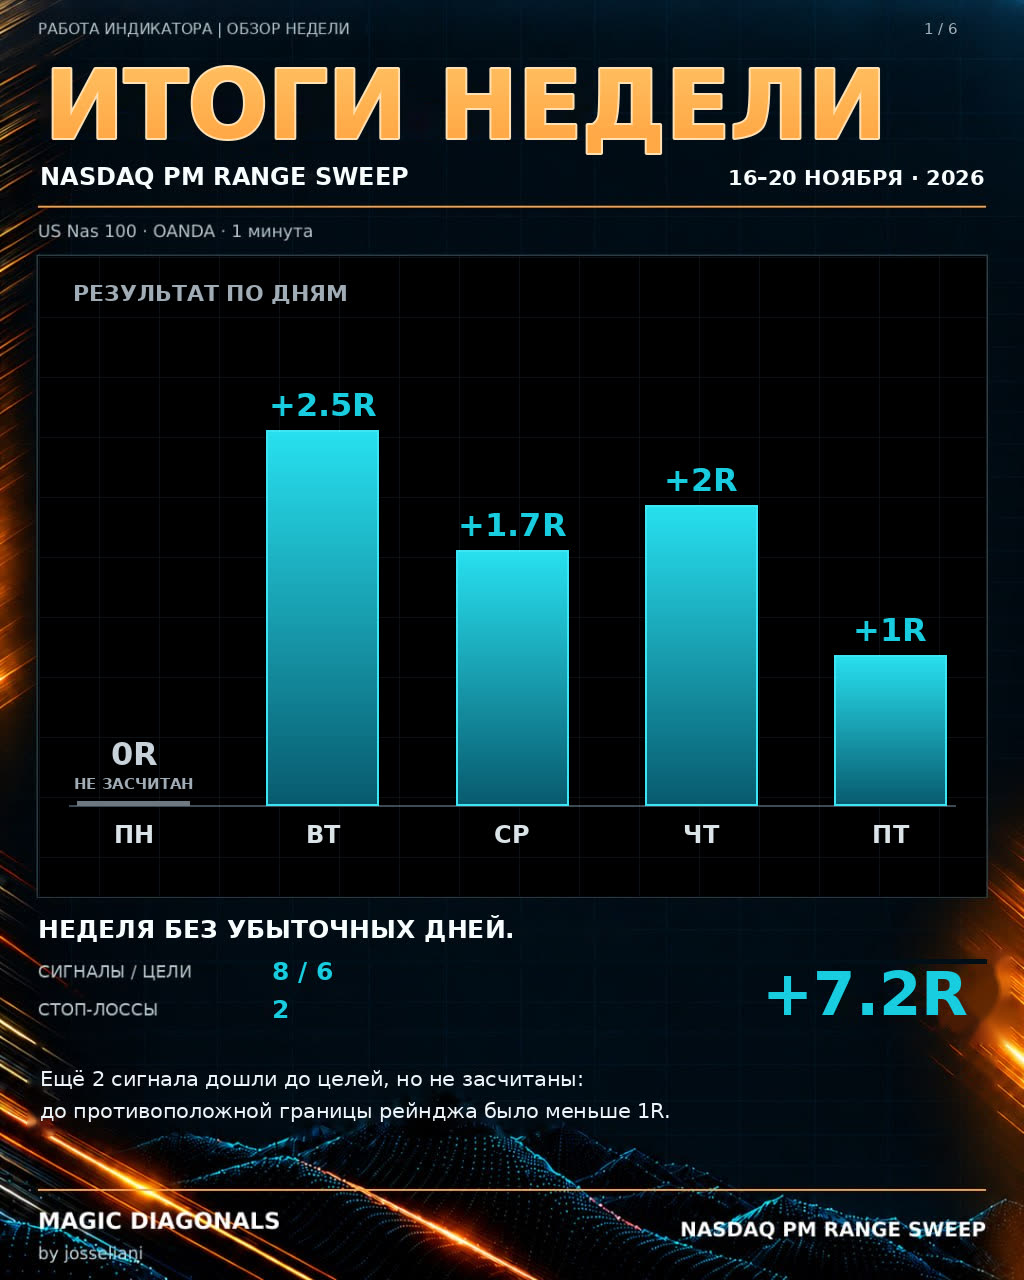 РАБОТА ИНДИКАТОРА | ОБЗОР НЕДЕЛИ
1 / 6
ИТОГИ НЕДЕЛИ
NASDAQ PM RANGE SWEEP
16–20 НОЯБРЯ · 2026
US Nas 100 · OANDA · 1 минута
РЕЗУЛЬТАТ ПО ДНЯМ
+2.5R
+2R
+1.7R
+1R
0R
НЕ ЗАСЧИТАН
ПН ВТ СР ЧТ ПТ
НЕДЕЛЯ БЕЗ УБЫТОЧНЫХ ДНЕЙ.
СИГНАЛЫ / ЦЕЛИ 8 / 6
СТОП-ЛОССЫ 2
+7.2R
Ещё 2 сигнала дошли до целей, но не засчитаны:
до противоположной границы рейнджа было меньше 1R.
MAGIC DIAGONALS
by jossellani
NASDAQ PM RANGE SWEEP